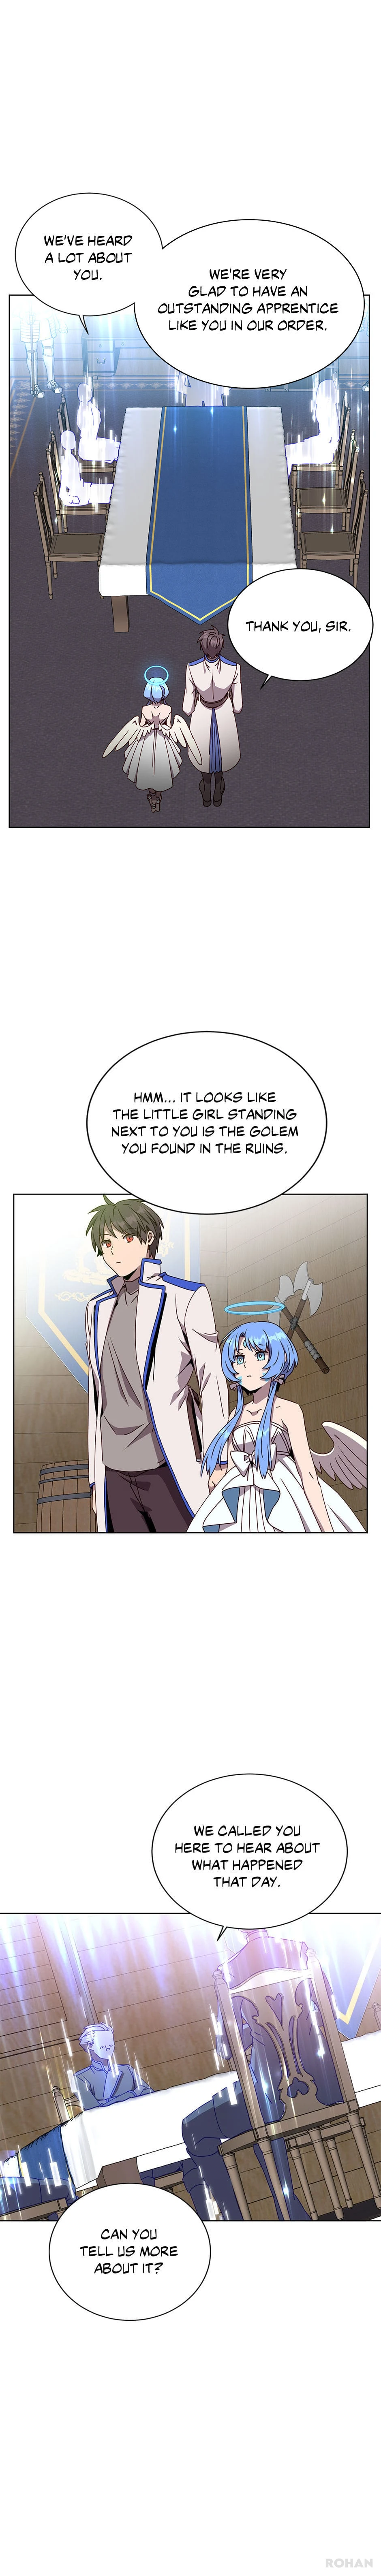 WE'VE HEARD
A LOT ABOUT
YOU.
WE'RE VERY
GLAD TO HAVE AN
OUTSTANDING APPRENTICE
LIKE YOU IN OUR ORDER.
THANK YOU, SIR.
HMM... IT LOOKS LIKE
THE LITTLE GIRL STANDING
NEXT TO YOU IS THE GOLEM
YOU FOUND IN THE RUINS.
WE CALLED YOU
HERE TO HEAR ABOUT
WHAT HAPPENED
THAT DAY.
CAN YOU
TELL US MORE
ABOUT IT?
ROHAN